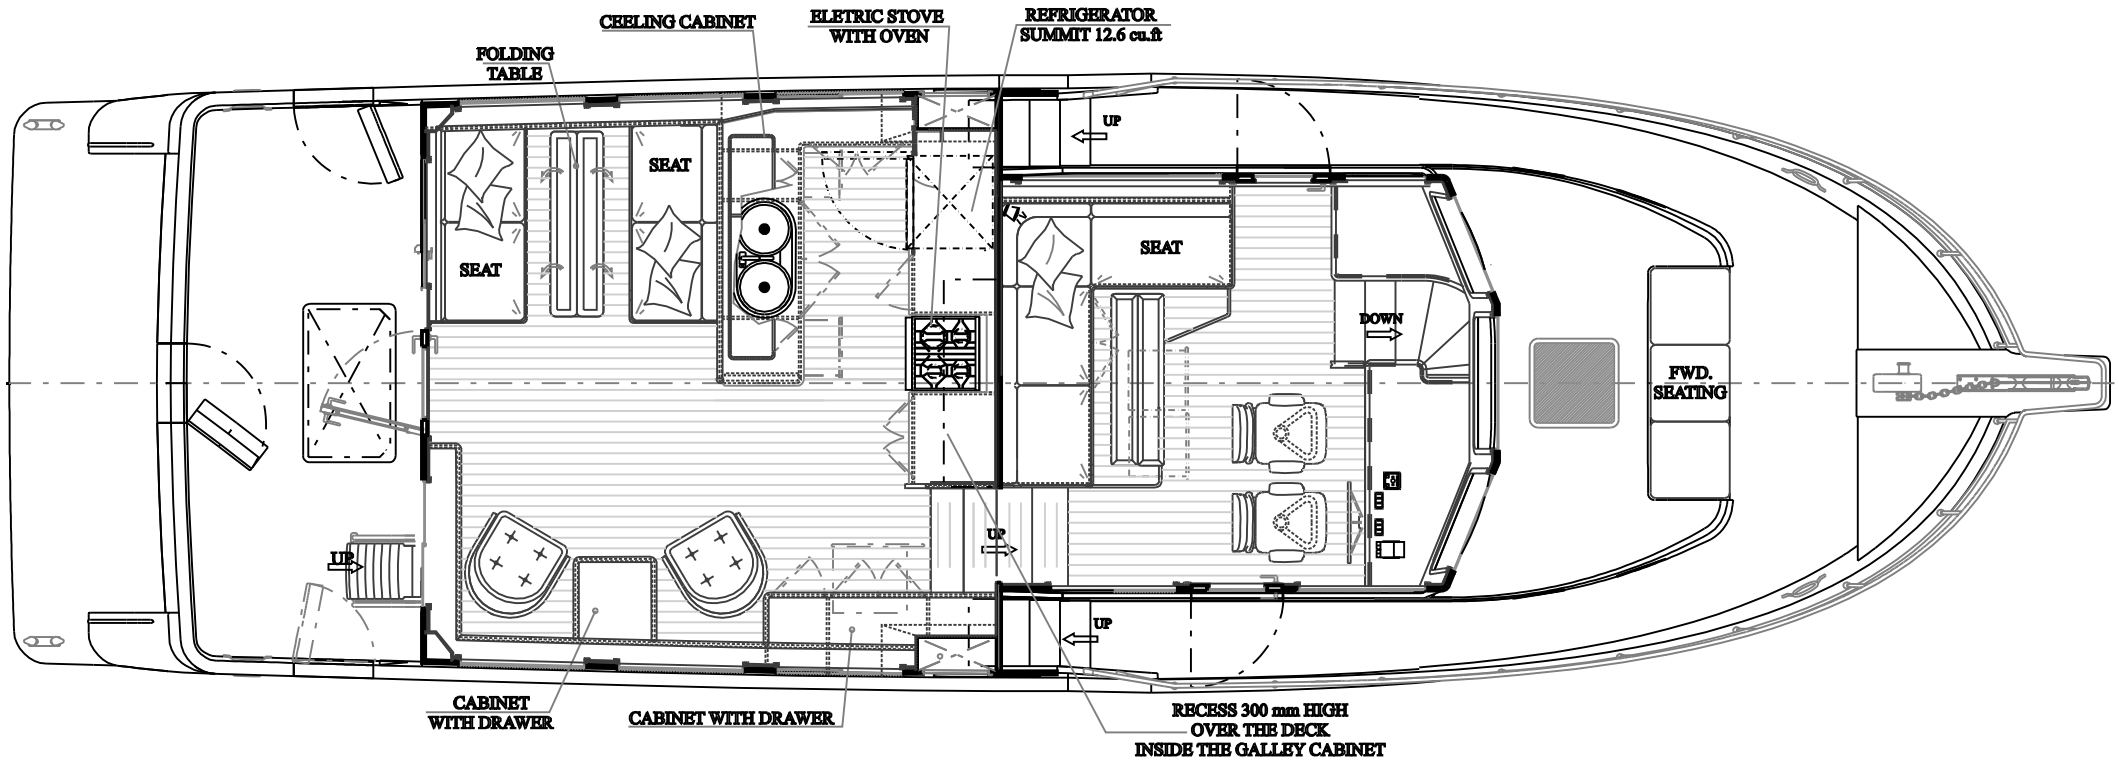 CEELING CABINET
ELETRIC STOVE
WITH OVEN
REFRIGERATOR
SUMMIT 12.6 cu.ft
FOLDING
TABLE
UP
SEAT
SEAT
SEAT
DOWN
FWD.
SEATING
UP
UP
UP
CABINET
WITH DRAWER
CABINET WITH DRAWER
RECESS 300 mm HIGH
OVER THE DECK
INSIDE THE GALLEY CABINET